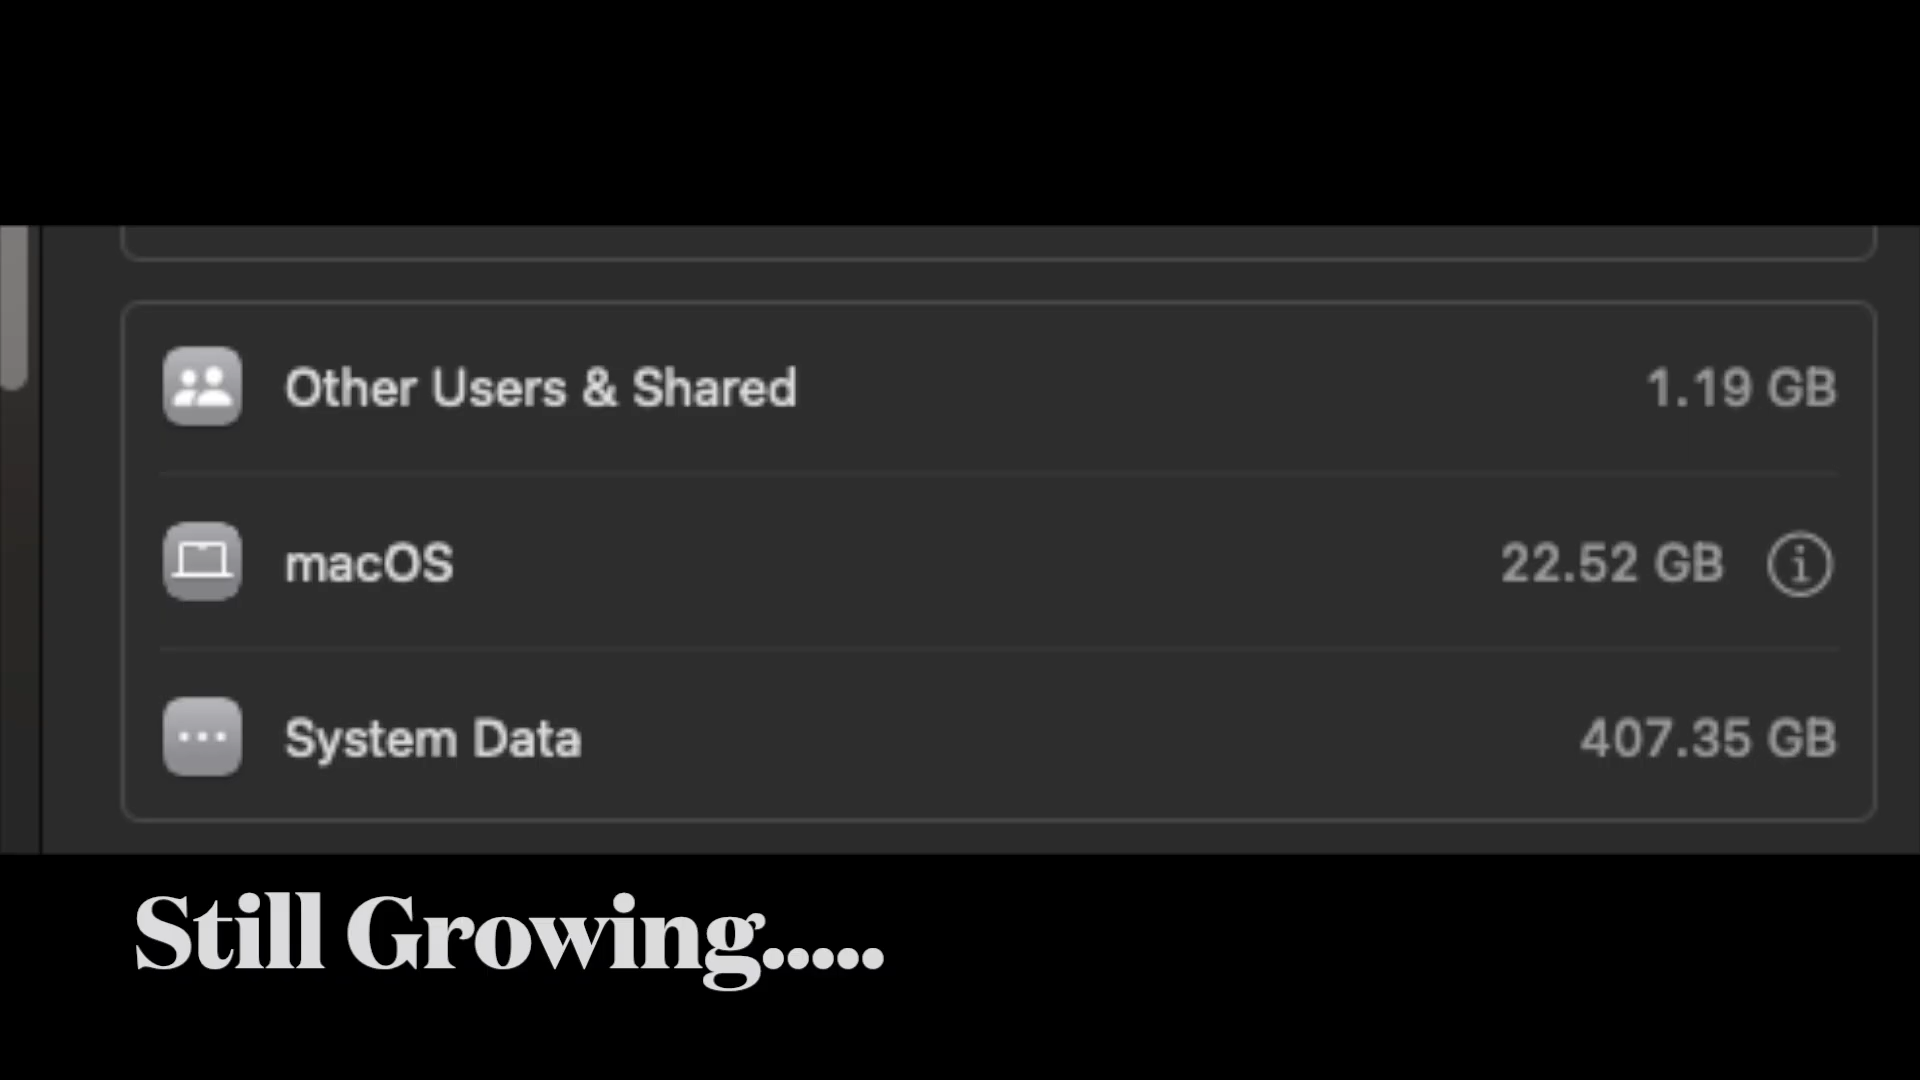 Other Users & Shared 1.19 GB
macOS 22.52 GB
System Data 407.35 GB
Still Growing.....